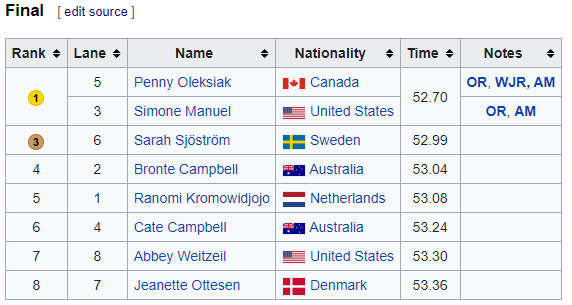 Final [ edit source ]
Rank Lane Name Nationality Time Notes
1 5 Penny Oleksiak Canada 52.70 OR, WJR, AM
3 Simone Manuel United States OR, AM
3 6 Sarah Sjöström Sweden 52.99
4 2 Bronte Campbell Australia 53.04
5 1 Ranomi Kromowidjojo Netherlands 53.08
6 4 Cate Campbell Australia 53.24
7 8 Abbey Weitzeil United States 53.30
8 7 Jeanette Ottesen Denmark 53.36